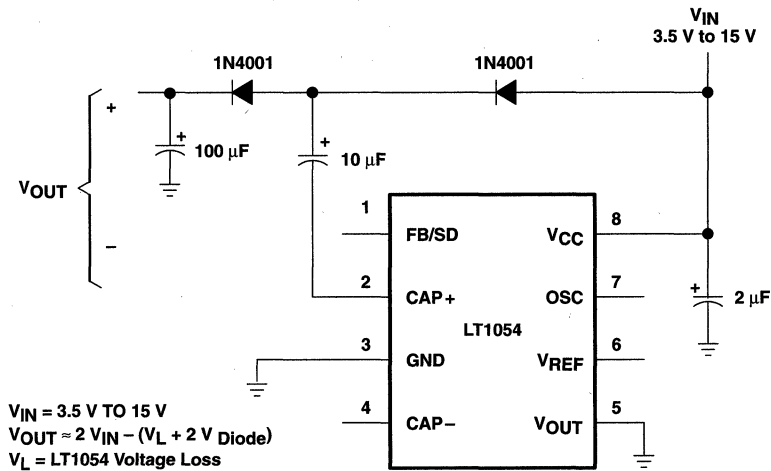 VIN
3.5 V to 15 V
1N4001
1N4001
+
+
100 µF
+
10 µF
VOUT
−
1
FB/SD
VCC
8
2
CAP+
OSC
7
+
2 µF
LT1054
3
GND
VREF
6
4
CAP−
VOUT
5
VIN = 3.5 V TO 15 V
VOUT ≈ 2 VIN − (VL + 2 V Diode)
VL = LT1054 Voltage Loss